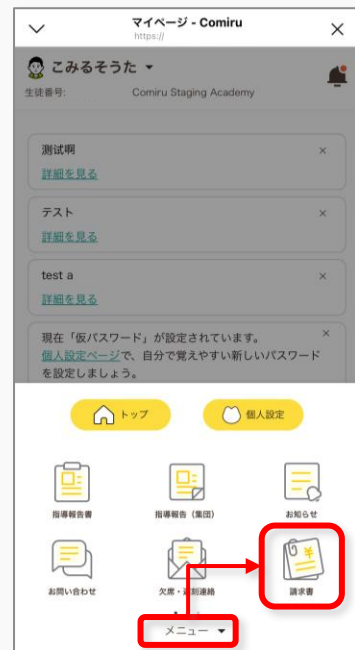 マイページ - Comiru
https://
こみるそうた
生徒番号: Comiru Staging Academy
测试啊
詳細を見る
テスト
詳細を見る
test a
詳細を見る
現在「仮パスワード」が設定されています。
個人設定ページで、自分で覚えやすい新しいパスワード
を設定しましょう。
トップ 個人設定
指導報告書 指導報告（集団） お知らせ
お問い合わせ 欠席・遅刻連絡 請求書
メニュー